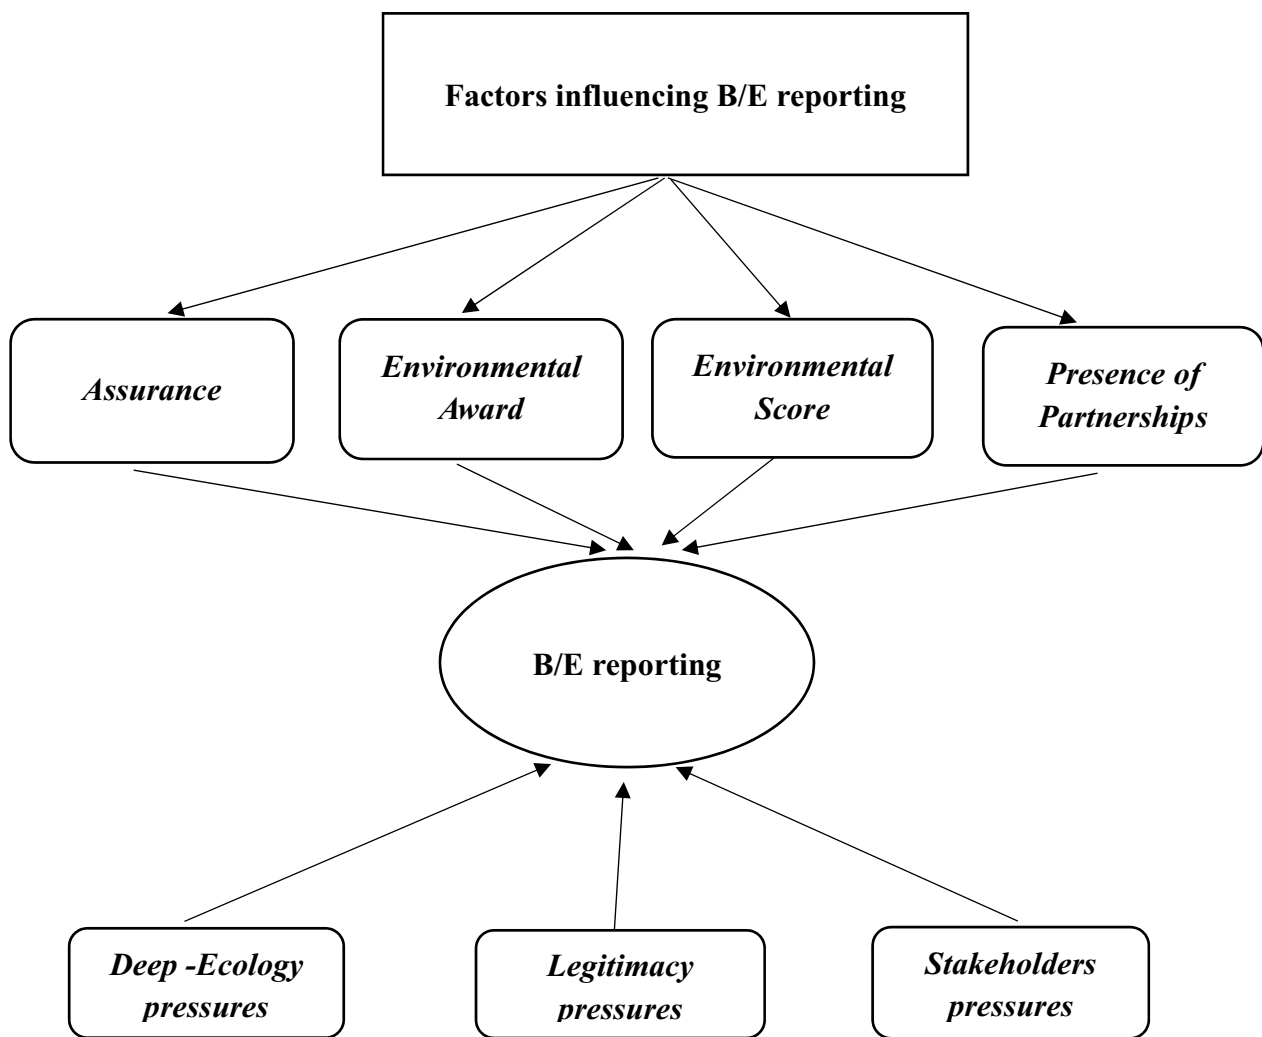 Factors influencing B/E reporting
Assurance
Environmental
Award
Environmental
Score
Presence of
Partnerships
B/E reporting
Deep -Ecology
pressures
Legitimacy
pressures
Stakeholders
pressures